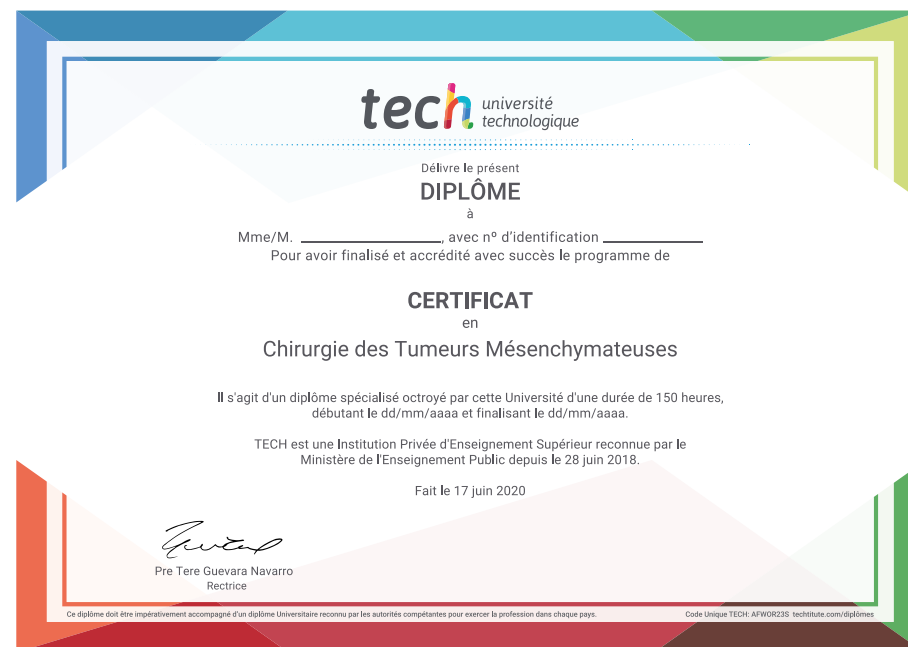 tech université
technologique
Délivre le présent
DIPLÔME
à
Mme/M. ____________________, avec nº d'identification ______________
Pour avoir finalisé et accrédité avec succès le programme de
CERTIFICAT
en
Chirurgie des Tumeurs Mésenchymateuses
Il s'agit d'un diplôme spécialisé octroyé par cette Université d'une durée de 150 heures,
débutant le dd/mm/aaaa et finalisant le dd/mm/aaaa.
TECH est une Institution Privée d'Enseignement Supérieur reconnue par le
Ministère de l'Enseignement Public depuis le 28 juin 2018.
Fait le 17 juin 2020
Pre Tere Guevara Navarro
Rectrice
Ce diplôme doit être impérativement accompagné d'un diplôme Universitaire reconnu par les autorités compétantes pour exercer la profession dans chaque pays.
Code Unique TECH: AFWOR23S techtitute.com/diplômes